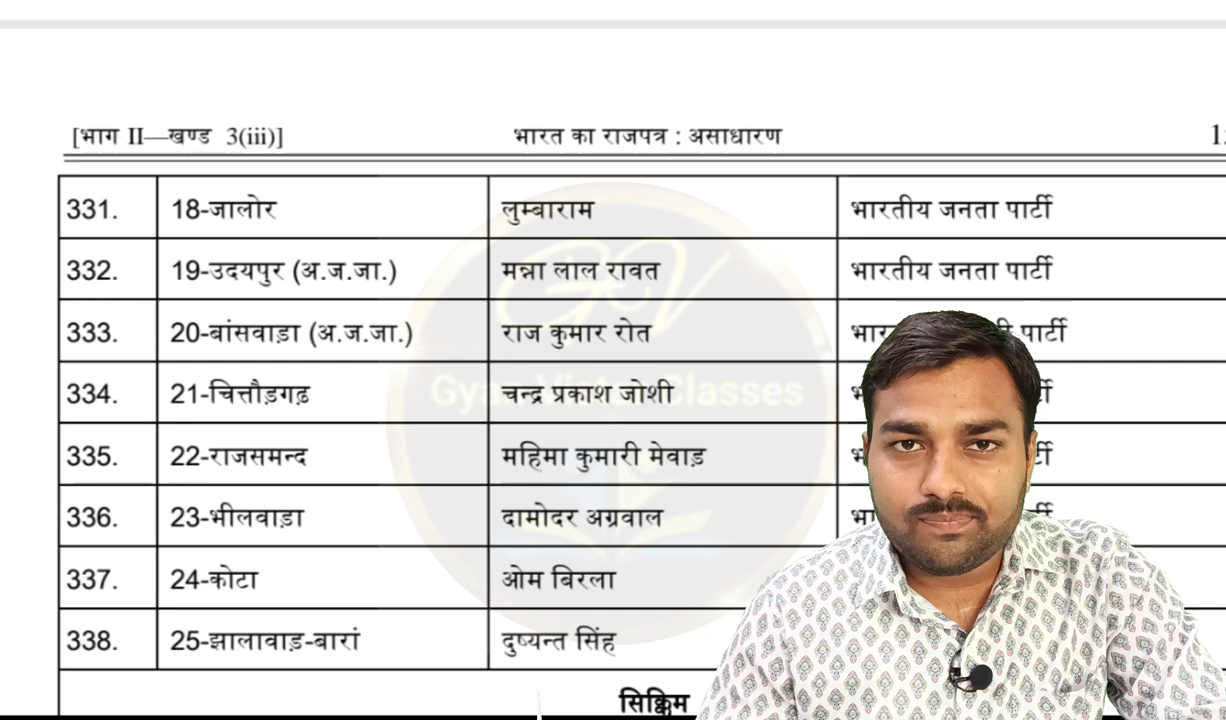 [भाग II—खण्ड 3(iii)] भारत का राजपत्र : असाधारण
331. 18-जालोर लुम्बाराम भारतीय जनता पार्टी
332. 19-उदयपुर (अ.ज.जा.) मन्ना लाल रावत भारतीय जनता पार्टी
333. 20-बांसवाडा (अ.ज.जा.) राज कुमार रोत पार्टी
334. 21-चित्तौड़गढ़ चन्द्र प्रकाश जोशी
335. 22-राजसमन्द महिमा कुमारी मेवाड़
336. 23-भीलवाडा दामोदर अग्रवाल
337. 24-कोटा ओम बिरला
338. 25-झालावाड़-बारां दुष्यन्त सिंह
सिक्किम